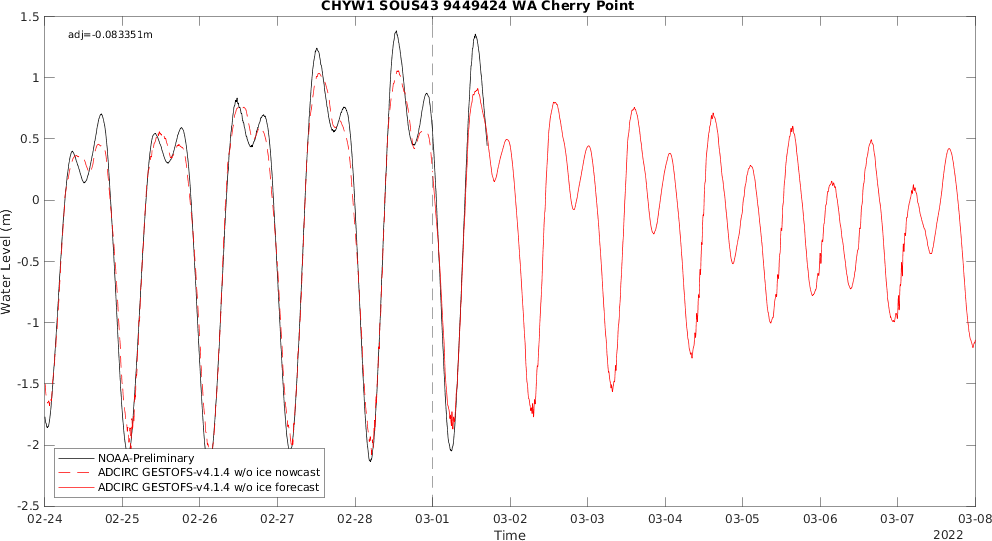 CHYW1 SOUS43 9449424 WA Cherry Point
adj=-0.083351m
1.5
1
0.5
0
-0.5
-1
-1.5
-2
-2.5
Water Level (m)
NOAA-Preliminary
ADCIRC GESTOFS-v4.1.4 w/o ice nowcast
ADCIRC GESTOFS-v4.1.4 w/o ice forecast
02-24 02-25 02-26 02-27 02-28 03-01 03-02 03-03 03-04 03-05 03-06 03-07 03-08
Time
2022